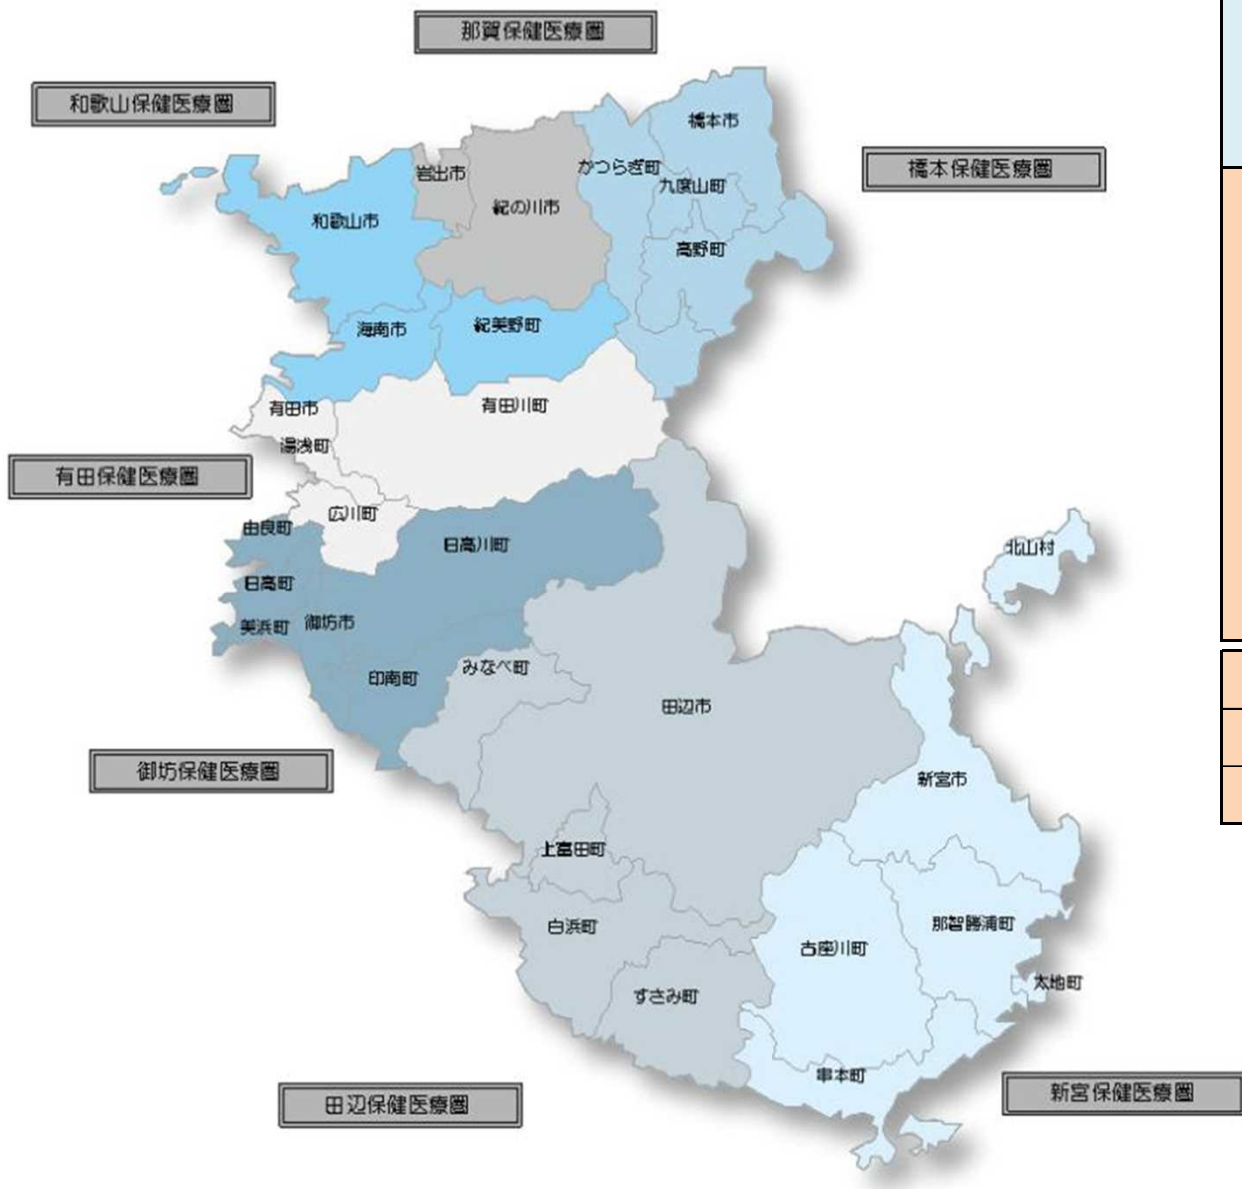 那賀保健医療圏
和歌山保健医療圏
橋本市
橋本保健医療圏
かつらぎ町
岩出市
九度山町
紀の川市
和歌山市
高野町
海南市
紀美野町
有田市
有田川町
湯浅町
有田保健医療圏
広川町
由良町
日高川町
北山村
日高町
美浜町
御坊市
みなべ町
印南町
田辺市
御坊保健医療圏
新宮市
上富田町
白浜町
那智勝浦町
古座川町
太地町
すさみ町
串本町
田辺保健医療圏
新宮保健医療圏